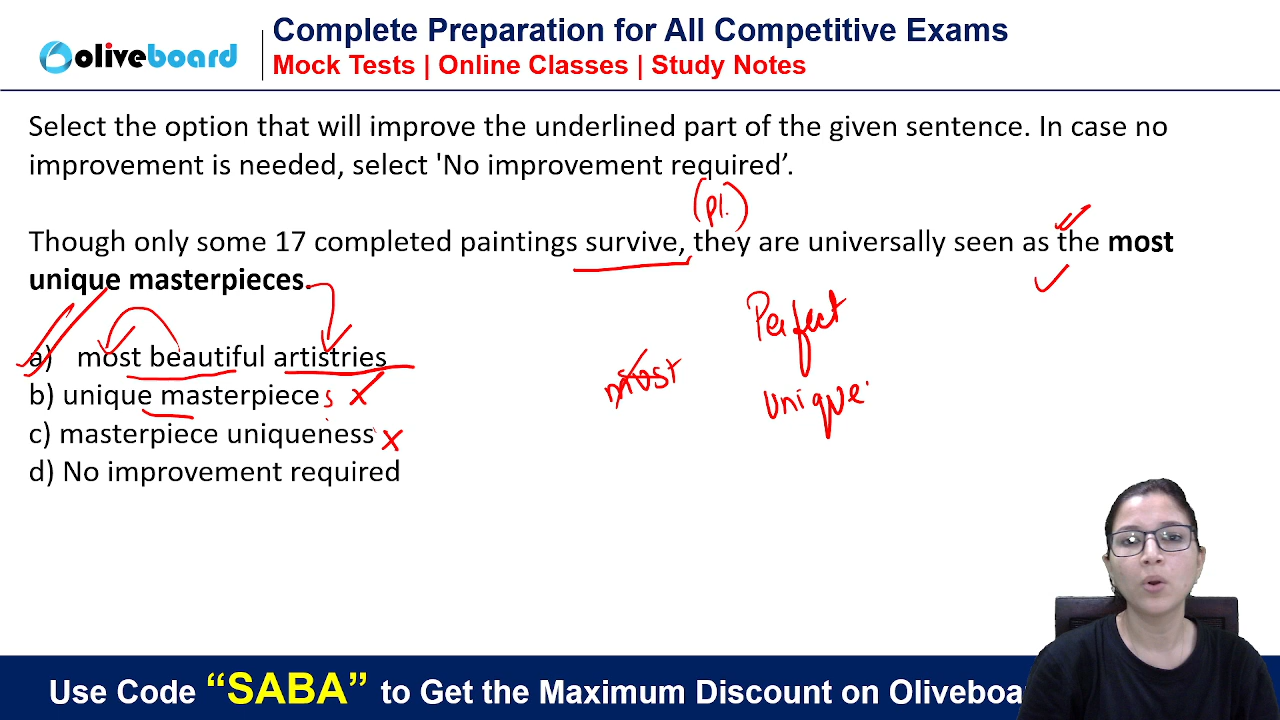 oliveboard
Complete Preparation for All Competitive Exams
Mock Tests | Online Classes | Study Notes
Select the option that will improve the underlined part of the given sentence. In case no
improvement is needed, select 'No improvement required’.
(pl.)
Though only some 17 completed paintings survive, they are universally seen as the most
unique masterpieces.
a) most beautiful artistries
b) unique masterpieces
c) masterpiece uniqueness
d) No improvement required
Perfect
most
unique
Use Code “SABA” to Get the Maximum Discount on Oliveboa